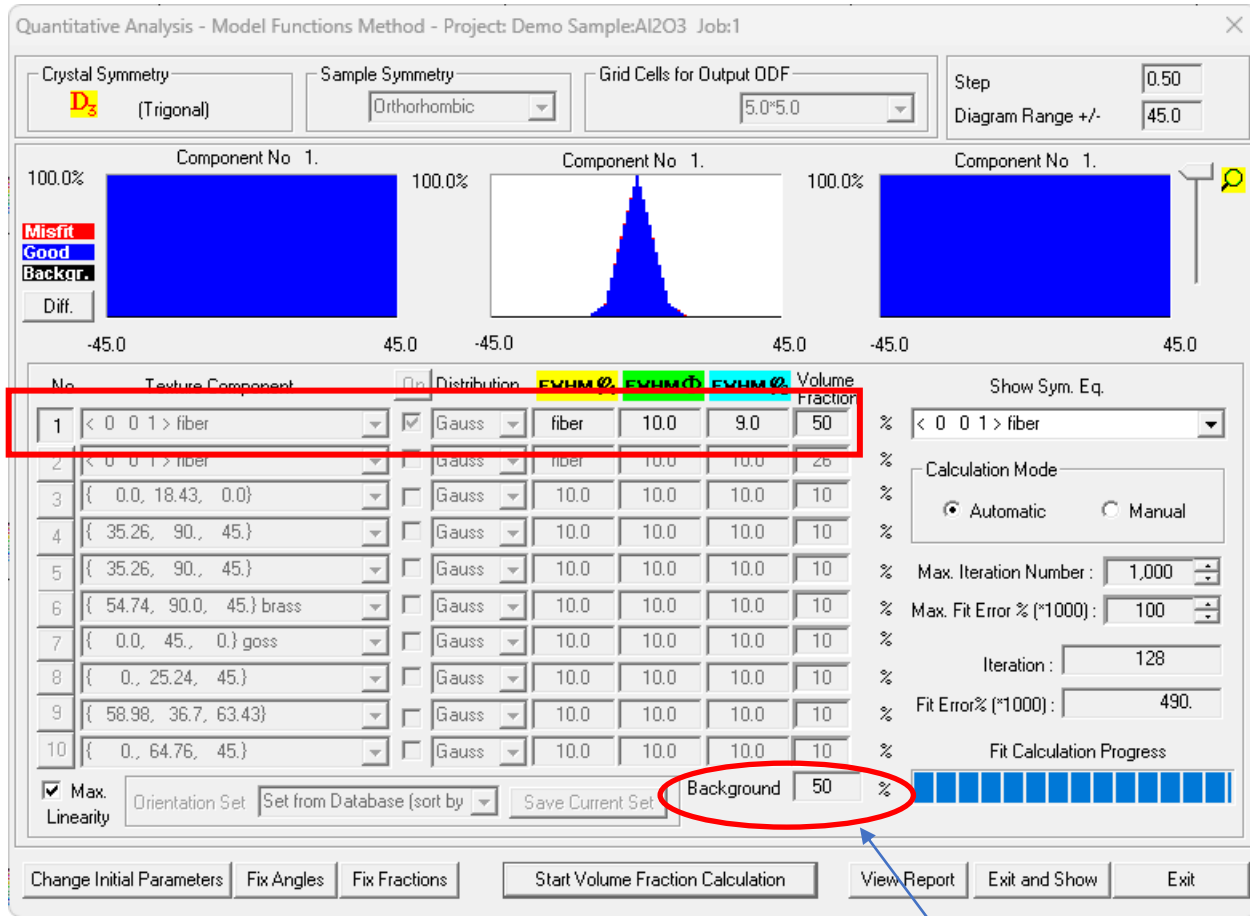 Quantitative Analysis - Model Functions Method - Project: Demo Sample:Al2O3 Job:1
Crystal Symmetry
D3 (Trigonal)
Sample Symmetry
Orthorhombic
Grid Cells for Output ODF
5.0*5.0
Step 0.50
Diagram Range +/- 45.0
Component No 1. Component No 1. Component No 1.
100.0% 100.0% 100.0%
Misfit
Good
Backgr.
Diff.
-45.0 45.0 -45.0 45.0 -45.0 45.0
No Texture Component On Distribution FWHM φ1 FWHM Φ FWHM φ2 Volume Fraction
1 < 0 0 1 > fiber Gauss fiber 10.0 9.0 50 %
2 < 0 0 1 > fiber Gauss fiber 10.0 10.0 26 %
3 { 0.0, 18.43, 0.0} Gauss 10.0 10.0 10.0 10 %
4 { 35.26, 90., 45.} Gauss 10.0 10.0 10.0 10 %
5 { 35.26, 90., 45.} Gauss 10.0 10.0 10.0 10 %
6 { 54.74, 90.0, 45.} brass Gauss 10.0 10.0 10.0 10 %
7 { 0.0, 45., 0.} goss Gauss 10.0 10.0 10.0 10 %
8 { 0., 25.24, 45.} Gauss 10.0 10.0 10.0 10 %
9 { 58.98, 36.7, 63.43} Gauss 10.0 10.0 10.0 10 %
10 { 0., 64.76, 45.} Gauss 10.0 10.0 10.0 10 %
Max. Linearity
Orientation Set Set from Database (sort by Save Current Set
Background 50 %
Show Sym. Eq.
< 0 0 1 > fiber
Calculation Mode
Automatic Manual
Max. Iteration Number : 1,000
Max. Fit Error % (*1000) : 100
Iteration : 128
Fit Error% (*1000) : 490.
Fit Calculation Progress
Change Initial Parameters Fix Angles Fix Fractions Start Volume Fraction Calculation View Report Exit and Show Exit